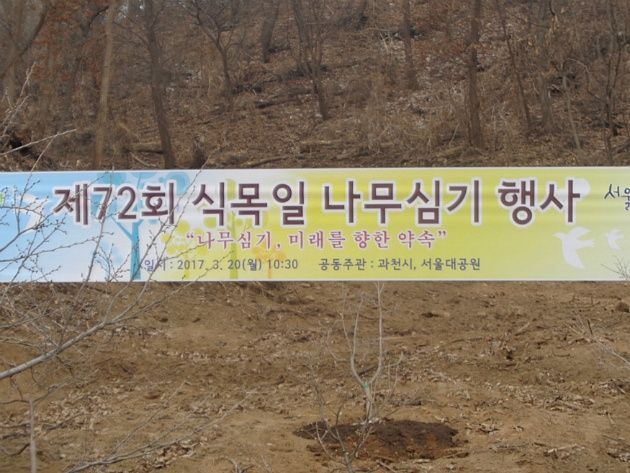 제72회 식목일 나무심기 행사
"나무심기, 미래를 향한 약속"
일시 : 2017. 3. 20(월) 10:30 공동주관 : 과천시, 서울대공원